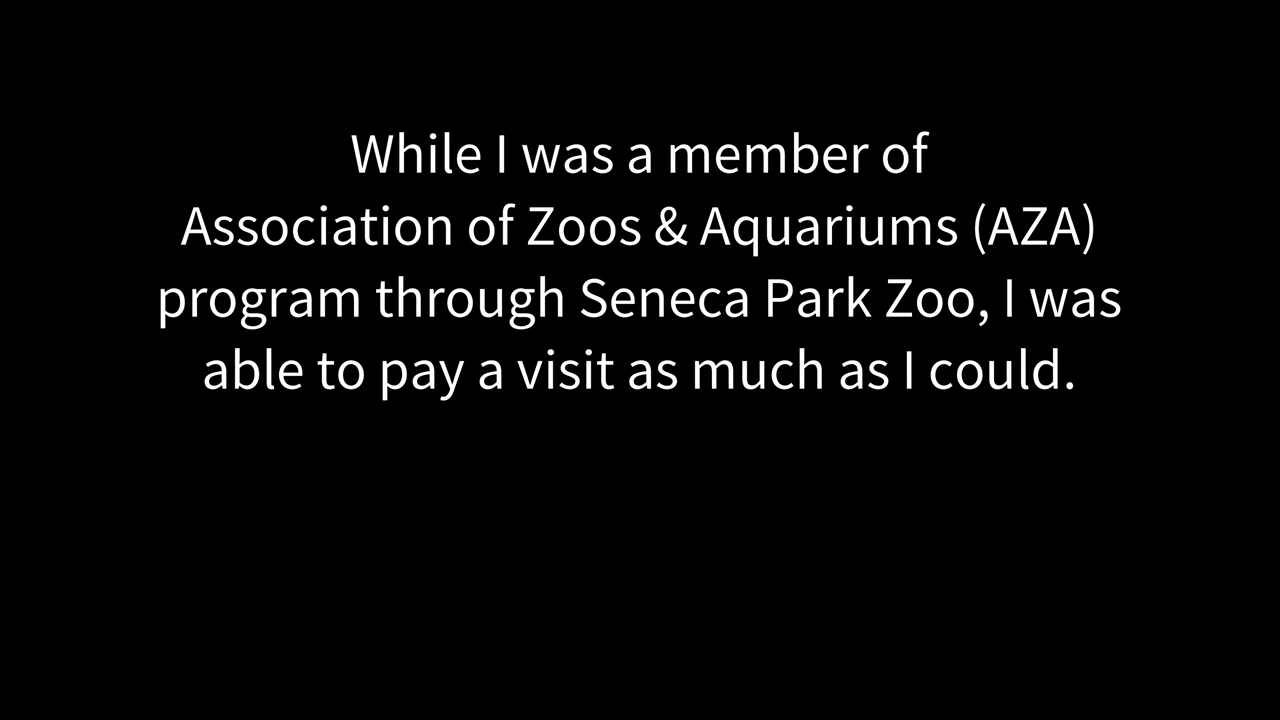 While I was a member of
Association of Zoos & Aquariums (AZA)
program through Seneca Park Zoo, I was
able to pay a visit as much as I could.